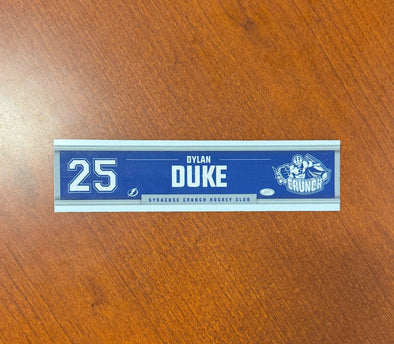 25
DYLAN
DUKE
CRUNCH
SYRACUSE CRUNCH HOCKEY CLUB